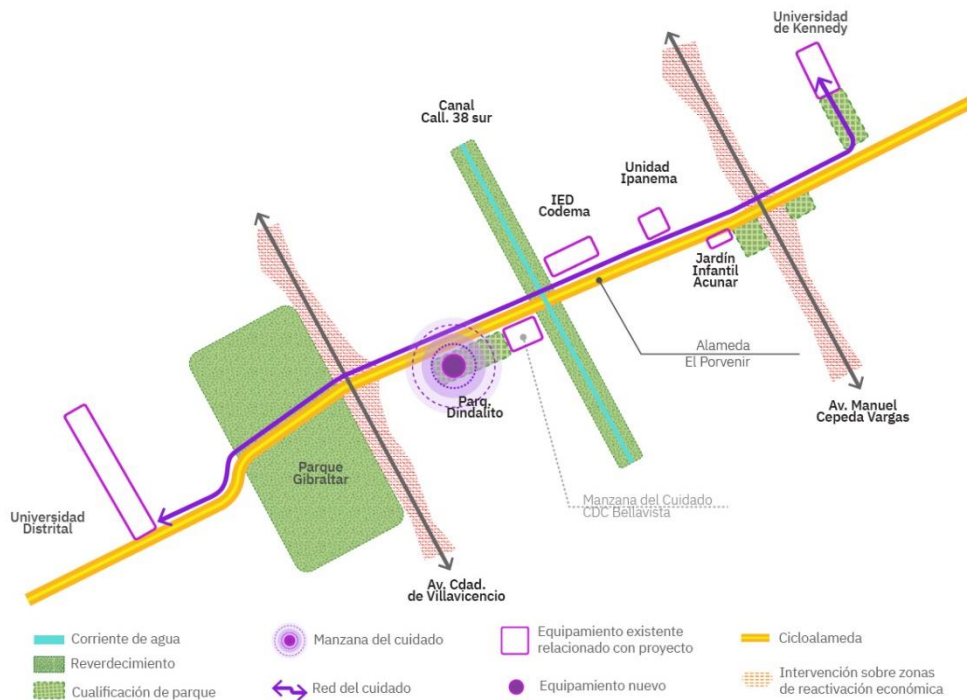 Universidad
de Kennedy
Canal
Call. 38 sur
Unidad
Ipanema
IED
Codema
Jardín
Infantil
Acunar
Alameda
El Porvenir
Parq.
Dindalito
Av. Manuel
Cepeda Vargas
Parque
Gibraltar
Manzana del Cuidado
CDC Bellavista
Universidad
Distrital
Av. Cdad.
de Villavicencio
Corriente de agua
Reverdecimiento
Cualificación de parque
Manzana del cuidado
Red del cuidado
Equipamiento existente
relacionado con proyecto
Equipamiento nuevo
Cicloalameda
Intervención sobre zonas
de reactivación económica